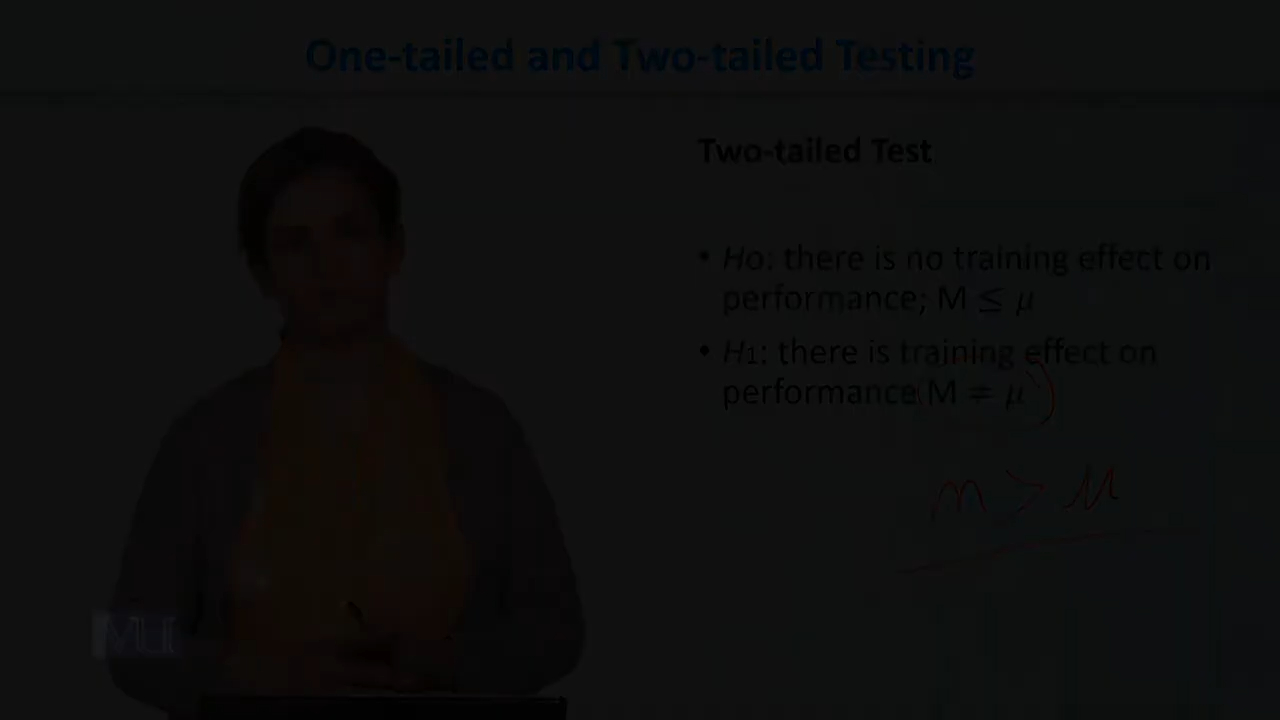 One-tailed and Two-tailed Testing
Two-tailed Test
• Ho: there is no training effect on
performance; M ≤ μ
• H1: there is training effect on
performance(M ≠ μ)
m > μ
MU